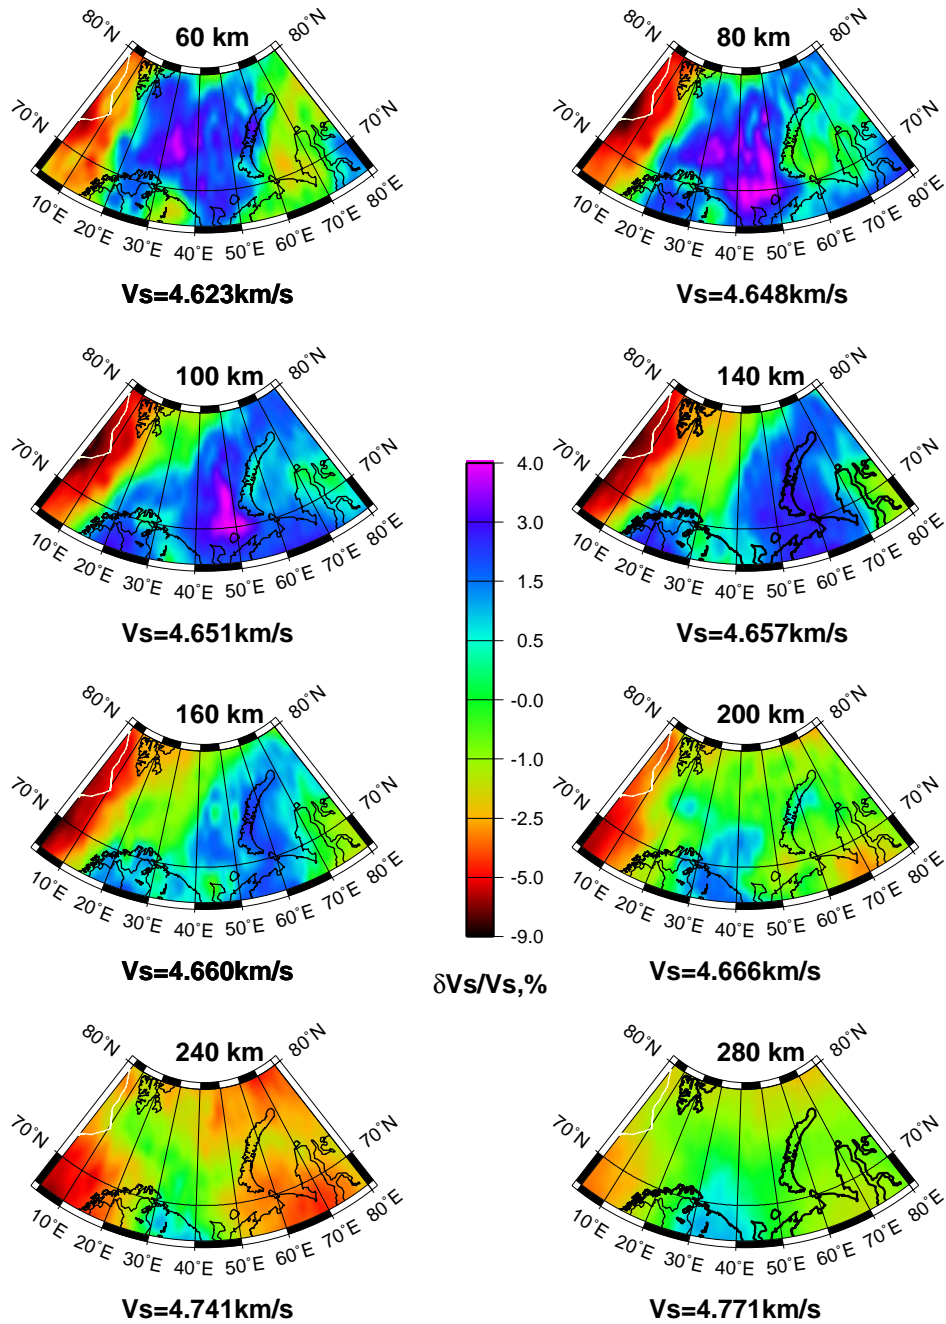 60 km
80 km
80°N
80°N
80°N
80°N
70°N
70°N
70°N
70°N
10°E
20°E
30°E
40°E
50°E
60°E
70°E
80°E
10°E
20°E
30°E
40°E
50°E
60°E
70°E
80°E
Vs=4.623km/s
Vs=4.648km/s
100 km
140 km
80°N
80°N
80°N
80°N
70°N
70°N
70°N
70°N
10°E
20°E
30°E
40°E
50°E
60°E
70°E
80°E
10°E
20°E
30°E
40°E
50°E
60°E
70°E
80°E
Vs=4.651km/s
Vs=4.657km/s
4.0
3.0
1.5
0.5
-0.0
-1.0
-2.5
-5.0
-9.0
δVs/Vs,%
160 km
200 km
80°N
80°N
80°N
80°N
70°N
70°N
70°N
70°N
10°E
20°E
30°E
40°E
50°E
60°E
70°E
80°E
10°E
20°E
30°E
40°E
50°E
60°E
70°E
80°E
Vs=4.660km/s
Vs=4.666km/s
240 km
280 km
80°N
80°N
80°N
80°N
70°N
70°N
70°N
70°N
10°E
20°E
30°E
40°E
50°E
60°E
70°E
80°E
10°E
20°E
30°E
40°E
50°E
60°E
70°E
80°E
Vs=4.741km/s
Vs=4.771km/s